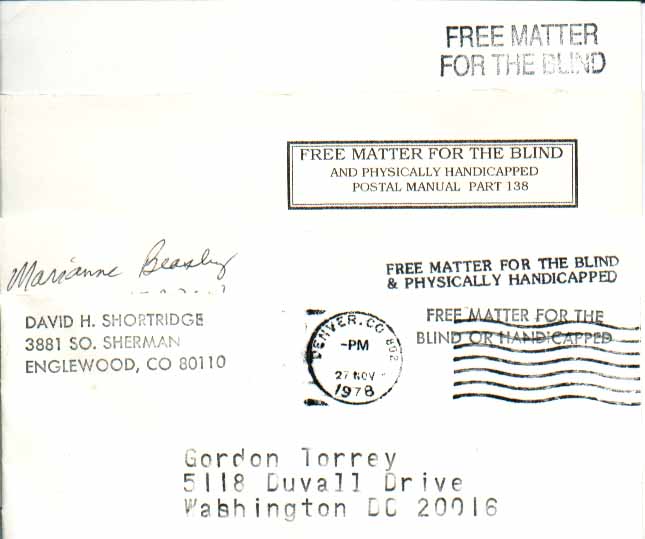 FREE MATTER
FOR THE BLIND
FREE MATTER FOR THE BLIND
AND PHYSICALLY HANDICAPPED
POSTAL MANUAL PART 138
Marianne Beasley
FREE MATTER FOR THE BLIND
& PHYSICALLY HANDICAPPED
DAVID H. SHORTRIDGE
3881 SO. SHERMAN
ENGLEWOOD, CO 80110
DENVER, CO 802
-PM
27 NOV
1978
FREE MATTER FOR THE
BLIND OR HANDICAPPED
Gordon Torrey
5118 Duvall Drive
Washington DC 20016